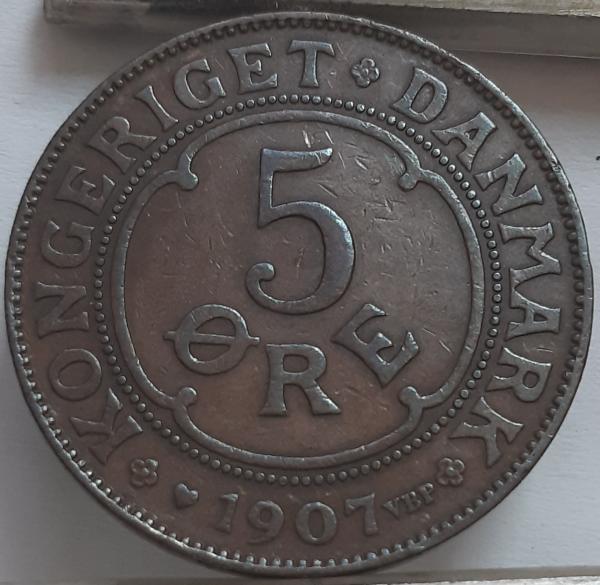 KONGERIGET DANMARK
5
ØRE
♥ 1907 VBP